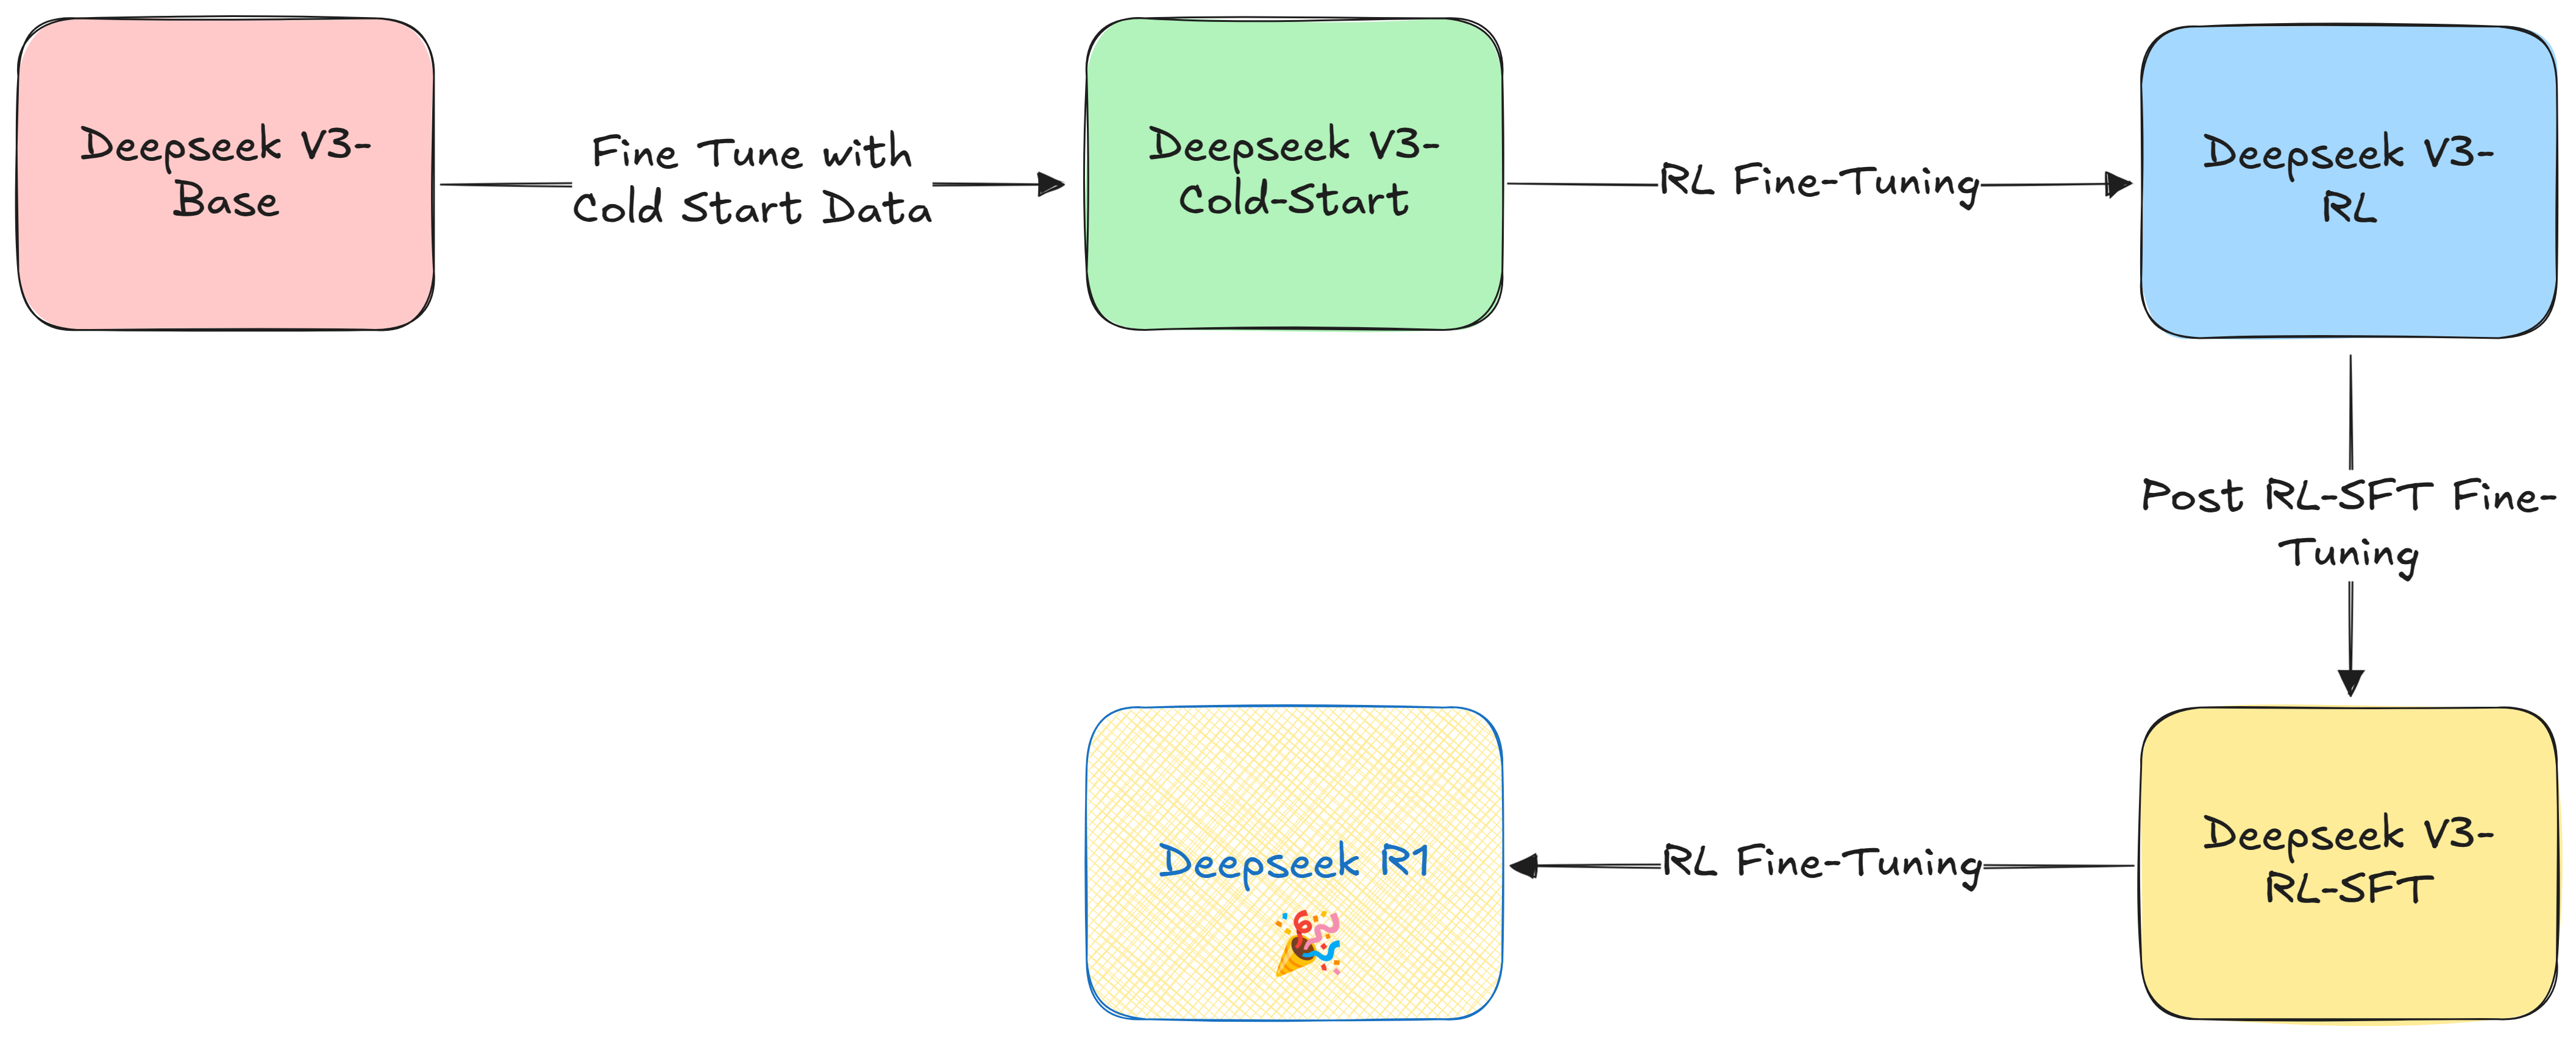 Deepseek V3-
Base
Fine Tune with
Cold Start Data
Deepseek V3-
Cold-Start
RL Fine-Tuning
Deepseek V3-
RL
Post RL-SFT Fine-
Tuning
Deepseek V3-
RL-SFT
RL Fine-Tuning
Deepseek R1